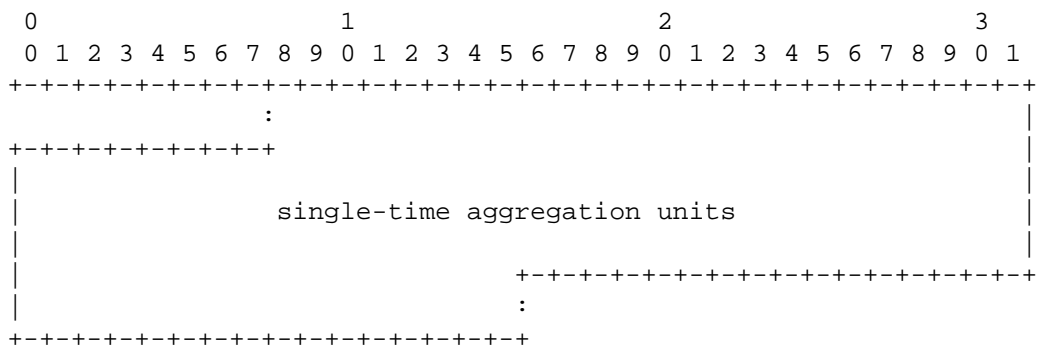 0                   1                   2                   3
 0 1 2 3 4 5 6 7 8 9 0 1 2 3 4 5 6 7 8 9 0 1 2 3 4 5 6 7 8 9 0 1
+-+-+-+-+-+-+-+-+-+-+-+-+-+-+-+-+-+-+-+-+-+-+-+-+-+-+-+-+-+-+-+-+
                :                                               |
+-+-+-+-+-+-+-+-+                                               |
|                                                               |
|                single-time aggregation units                  |
|                                                               |
|                               +-+-+-+-+-+-+-+-+-+-+-+-+-+-+-+-+
|                               :
+-+-+-+-+-+-+-+-+-+-+-+-+-+-+-+-+